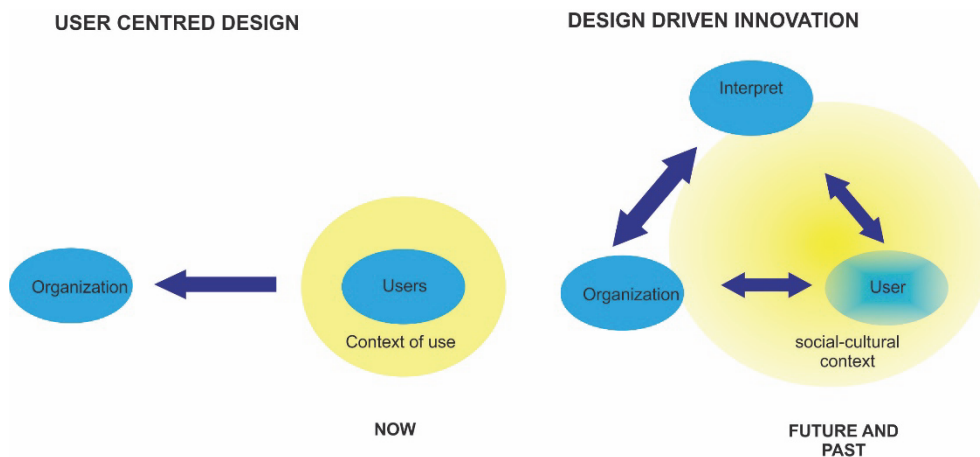 USER CENTRED DESIGN
Organization
Users
Context of use
NOW
DESIGN DRIVEN INNOVATION
Interpret
Organization
User
social-cultural
context
FUTURE AND
PAST